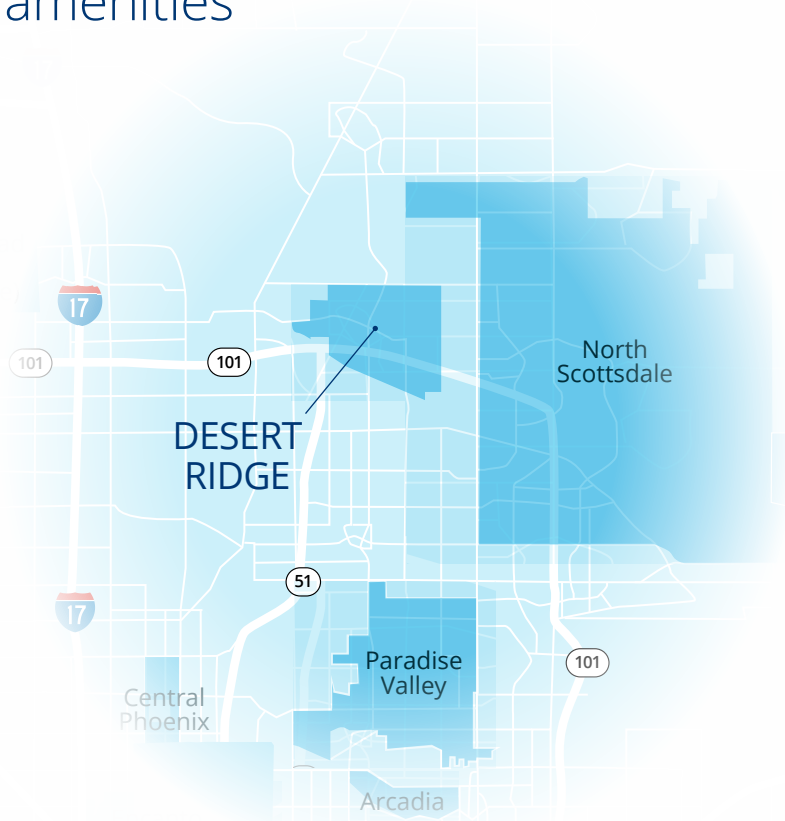 amenities
17
101
101
North
Scottsdale
DESERT
RIDGE
51
17
Paradise
Valley
101
Central
Phoenix
Arcadia